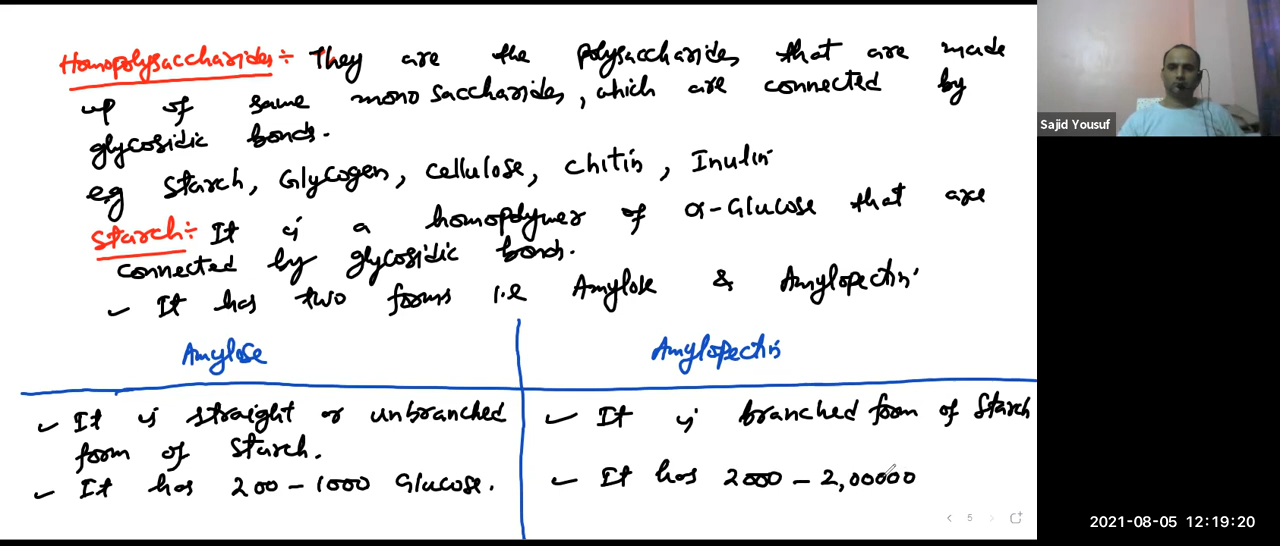 Homopolysaccharides ÷ They are the polysaccharides that are made
up of same mono saccharides, which are connected by
glycosidic bonds.
e.g Starch, Glycogen, cellulose, chitin, Inulin
Starch ÷ It is a homopolymer of α-Glucose that are
connected by glycosidic bonds.
✓ It has two forms i.e Amylose & Amylopectin
Amylose
Amylopectin
✓ It is straight or unbranched
form of Starch.
✓ It has 200 – 1000 Glucose.
✓ It is branched form of Starch
✓ It has 2000 – 2,00000
Sajid Yousuf
5
2021-08-05 12:19:20